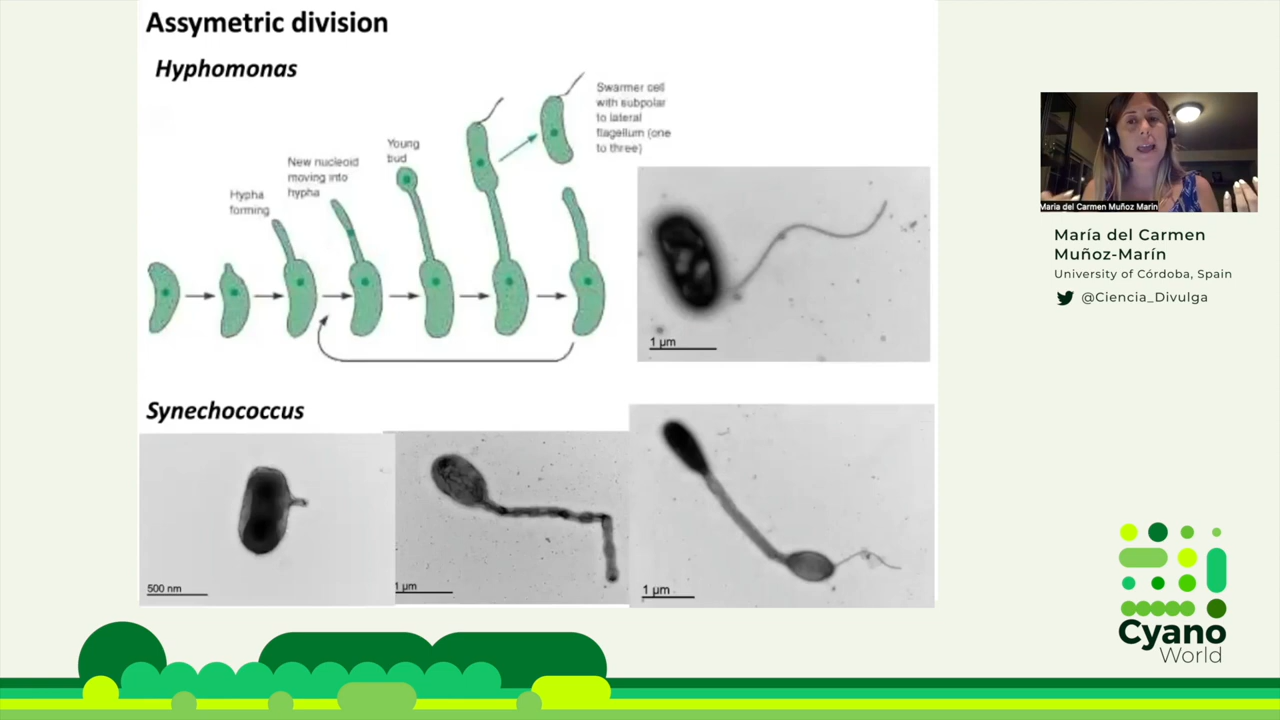 Assymetric division
Hyphomonas
Hypha
forming
New nucleoid
moving into
hypha
Young
bud
Swarmer cell
with subpolar
to lateral
flagellum (one
to three)
1 µm
Synechococcus
500 nm
1 µm
1 µm
Maria del Carmen Muñoz Marin
María del Carmen
Muñoz-Marín
University of Córdoba, Spain
@Ciencia_Divulga
Cyano
World